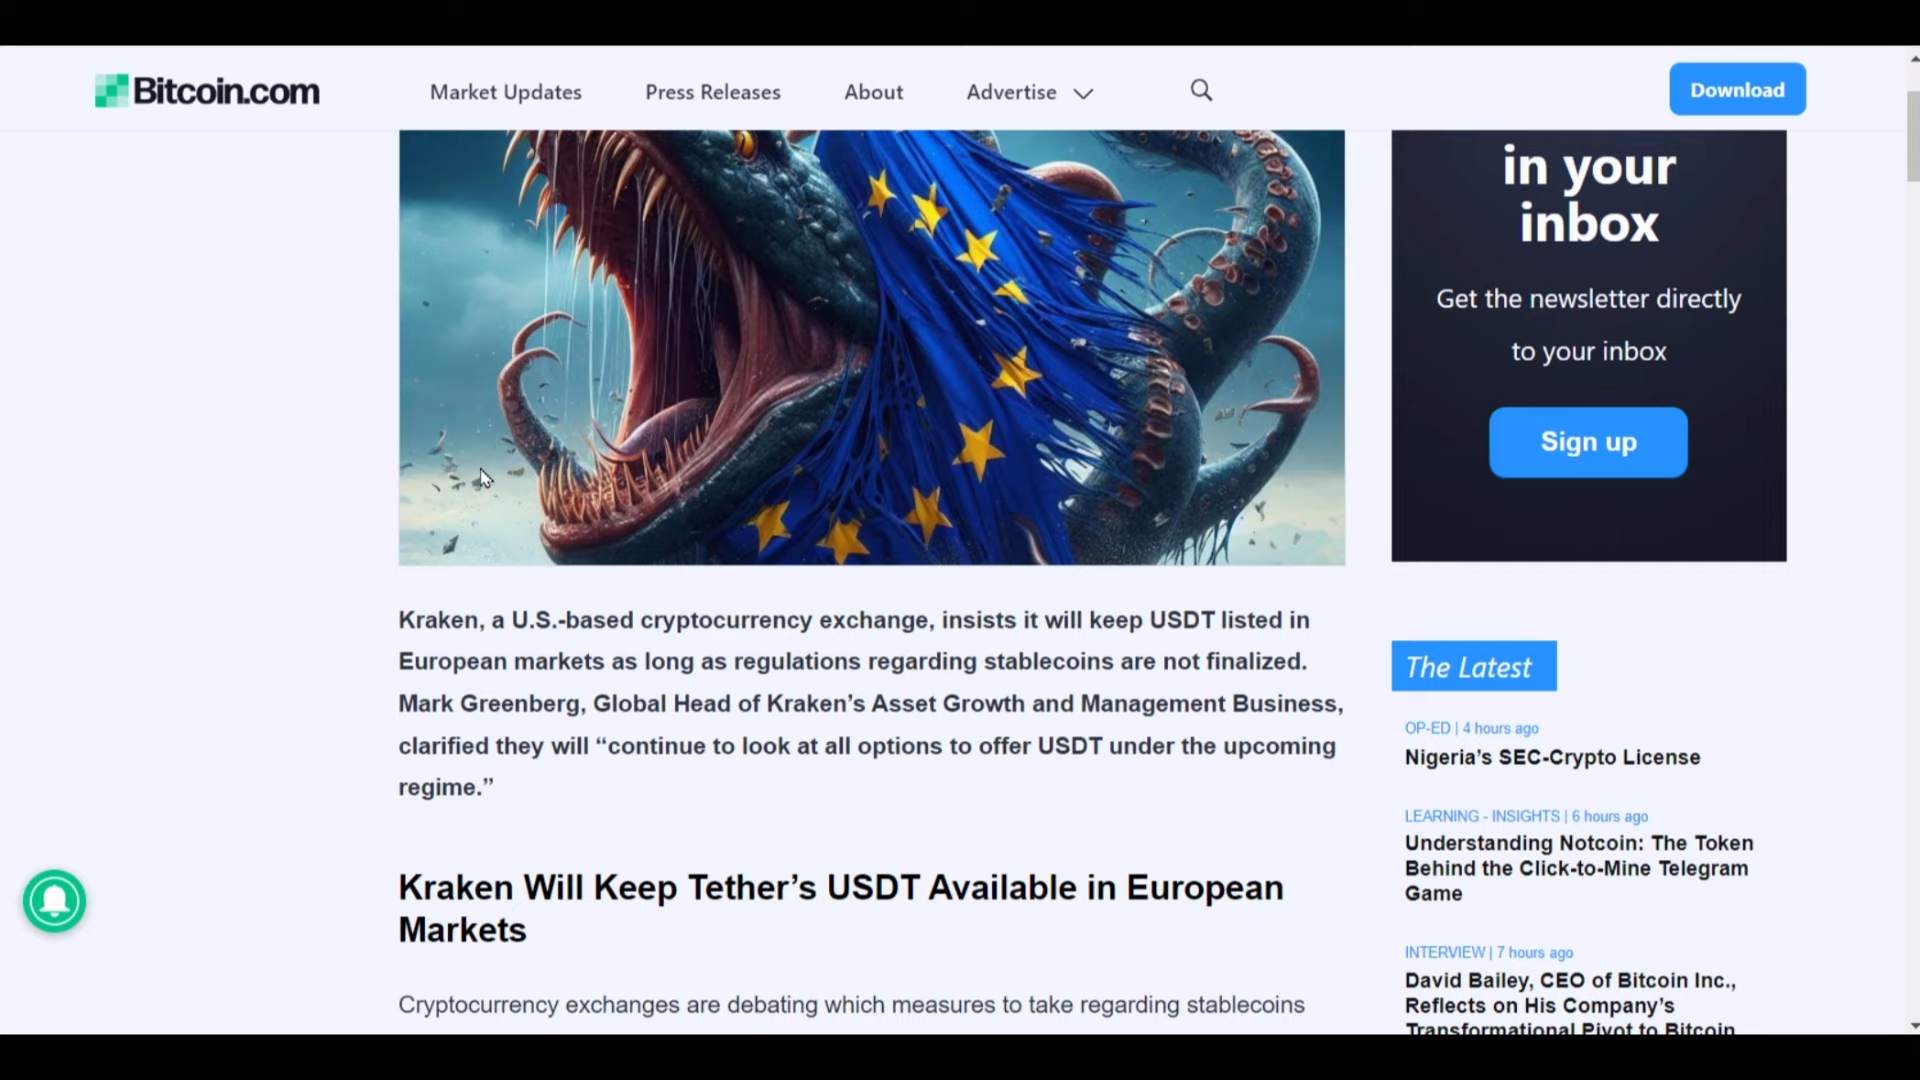 Bitcoin.com
Market Updates
Press Releases
About
Advertise
Download
in your
inbox
Get the newsletter directly
to your inbox
Sign up
Kraken, a U.S.-based cryptocurrency exchange, insists it will keep USDT listed in
European markets as long as regulations regarding stablecoins are not finalized.
Mark Greenberg, Global Head of Kraken’s Asset Growth and Management Business,
clarified they will “continue to look at all options to offer USDT under the upcoming
regime.”
Kraken Will Keep Tether’s USDT Available in European
Markets
Cryptocurrency exchanges are debating which measures to take regarding stablecoins
The Latest
OP-ED | 4 hours ago
Nigeria’s SEC-Crypto License
LEARNING - INSIGHTS | 6 hours ago
Understanding Notcoin: The Token
Behind the Click-to-Mine Telegram
Game
INTERVIEW | 7 hours ago
David Bailey, CEO of Bitcoin Inc.,
Reflects on His Company’s
Transformational Pivot to Bitcoin